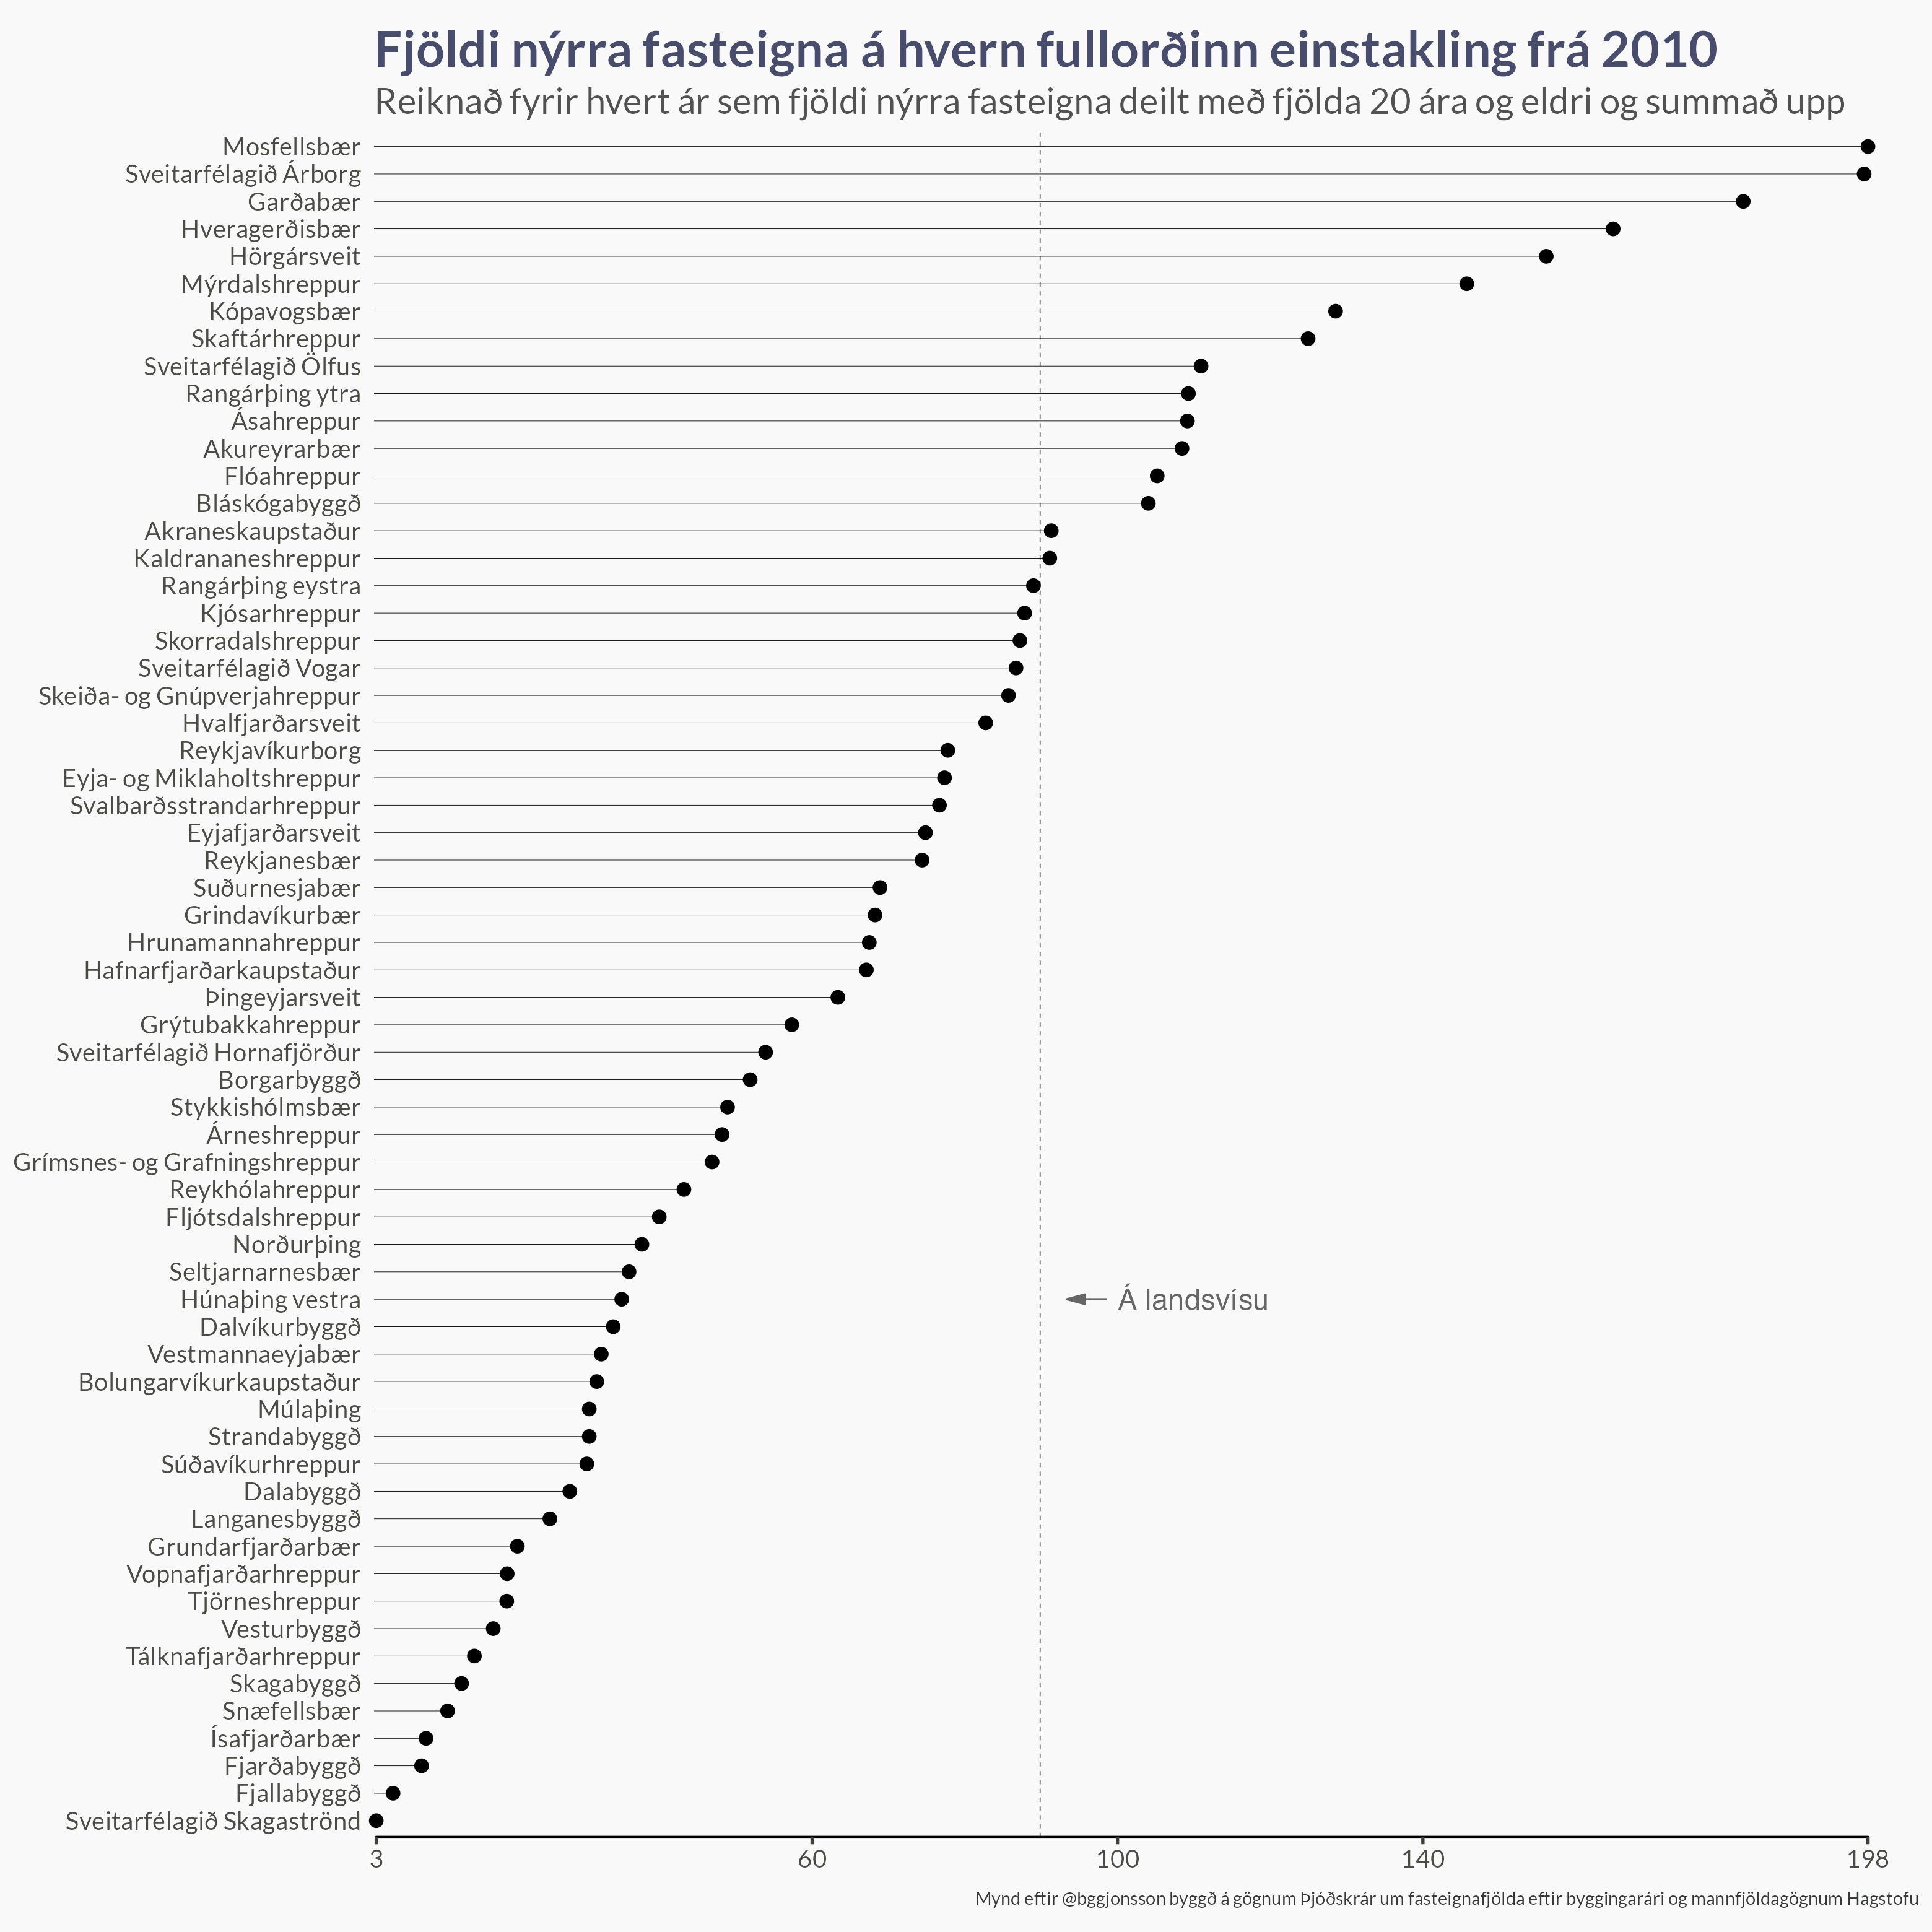 Fjöldi nýrra fasteigna á hvern fullorðinn einstakling frá 2010
Reiknað fyrir hvert ár sem fjöldi nýrra fasteigna deilt með fjölda 20 ára og eldri og summað upp
Mosfellsbær
Sveitarfélagið Árborg
Garðabær
Hveragerðisbær
Hörgársveit
Mýrdalshreppur
Kópavogsbær
Skaftárhreppur
Sveitarfélagið Ölfus
Rangárþing ytra
Ásahreppur
Akureyrarbær
Flóahreppur
Bláskógabyggð
Akraneskaupstaður
Kaldrananeshreppur
Rangárþing eystra
Kjósarhreppur
Skorradalshreppur
Sveitarfélagið Vogar
Skeiða- og Gnúpverjahreppur
Hvalfjarðarsveit
Reykjavíkurborg
Eyja- og Miklaholtshreppur
Svalbarðsstrandarhreppur
Eyjafjarðarsveit
Reykjanesbær
Suðurnesjabær
Grindavíkurbær
Hrunamannahreppur
Hafnarfjarðarkaupstaður
Þingeyjarsveit
Grýtubakkahreppur
Sveitarfélagið Hornafjörður
Borgarbyggð
Stykkishólmsbær
Árneshreppur
Grímsnes- og Grafningshreppur
Reykhólahreppur
Fljótsdalshreppur
Norðurþing
Seltjarnarnesbær
Húnaþing vestra
Á landsvísu
Dalvíkurbyggð
Vestmannaeyjabær
Bolungarvíkurkaupstaður
Múlaþing
Strandabyggð
Súðavíkurhreppur
Dalabyggð
Langanesbyggð
Grundarfjarðarbær
Vopnafjarðarhreppur
Tjörneshreppur
Vesturbyggð
Tálknafjarðarhreppur
Skagabyggð
Snæfellsbær
Ísafjarðarbær
Fjarðabyggð
Fjallabyggð
Sveitarfélagið Skagaströnd
3 60 100 140 198
Mynd eftir @bggjonsson byggð á gögnum Þjóðskrár um fasteignafjölda eftir byggingarári og mannfjöldagögnum Hagstofu